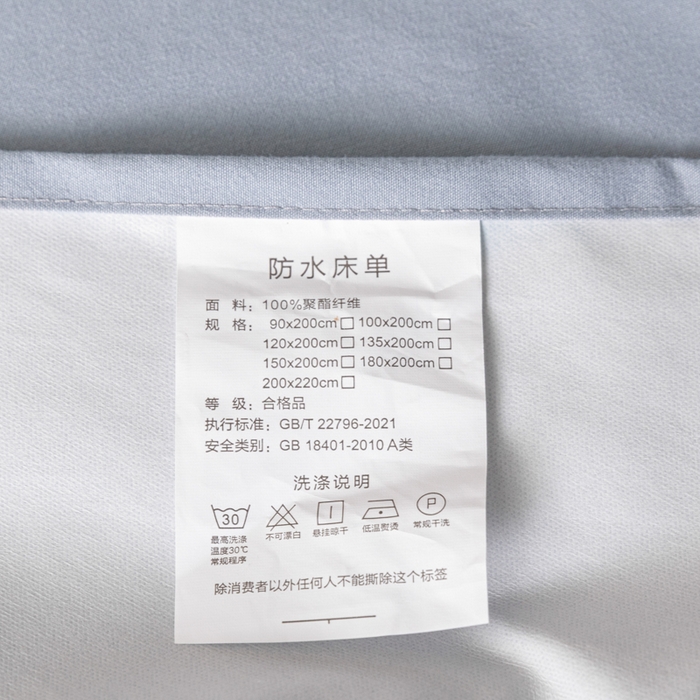 防水床单
面 料：100%聚酯纤维
规 格：90x200cm□ 100x200cm□
120x200cm□ 135x200cm□
150x200cm□ 180x200cm□
200x220cm□
等 级：合格品
执行标准：GB/T 22796-2021
安全类别：GB 18401-2010 A类
洗涤说明
30 P
最高洗涤 不可漂白 悬挂晾干 低温熨烫 常规干洗
温度30℃
常规程序
除消费者以外任何人不能撕除这个标签